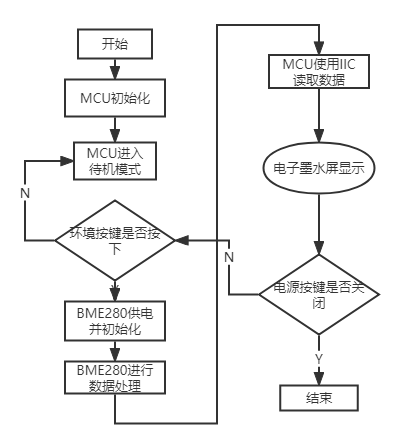 开始
MCU初始化
MCU进入
待机模式
N
环境按键是否按
下
Y
BME280供电
并初始化
BME280进行
数据处理
MCU使用IIC
读取数据
电子墨水屏显示
N
电源按键是否关
闭
Y
结束